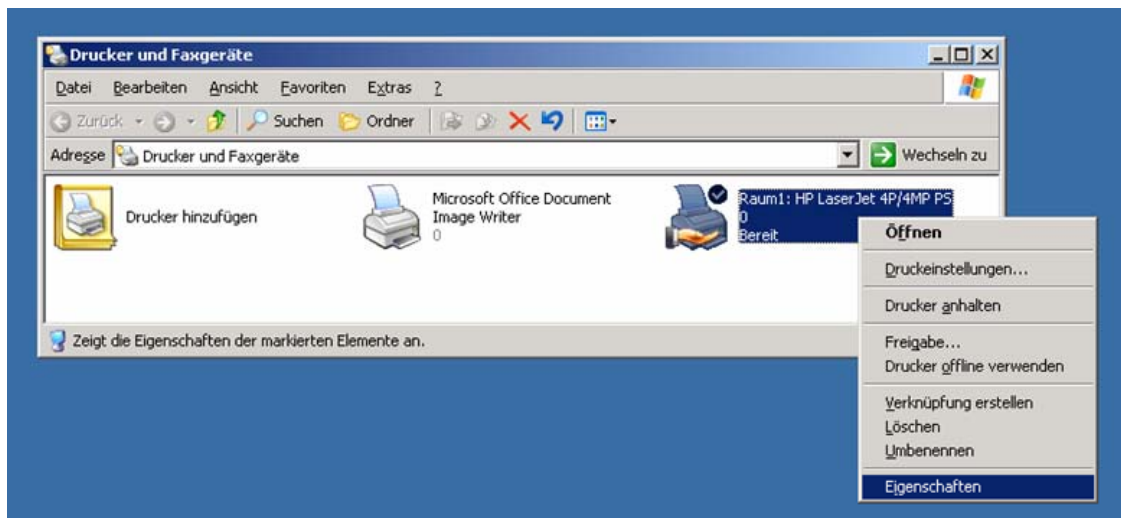 Drucker und Faxgeräte
Datei Bearbeiten Ansicht Favoriten Extras ?
Zurück Suchen Ordner
Adresse Drucker und Faxgeräte Wechseln zu
Drucker hinzufügen
Microsoft Office Document
Image Writer
0
Raum1: HP LaserJet 4P/4MP PS
0
Bereit
Zeigt die Eigenschaften der markierten Elemente an.
Öffnen
Druckeinstellungen...
Drucker anhalten
Freigabe...
Drucker offline verwenden
Verknüpfung erstellen
Löschen
Umbenennen
Eigenschaften